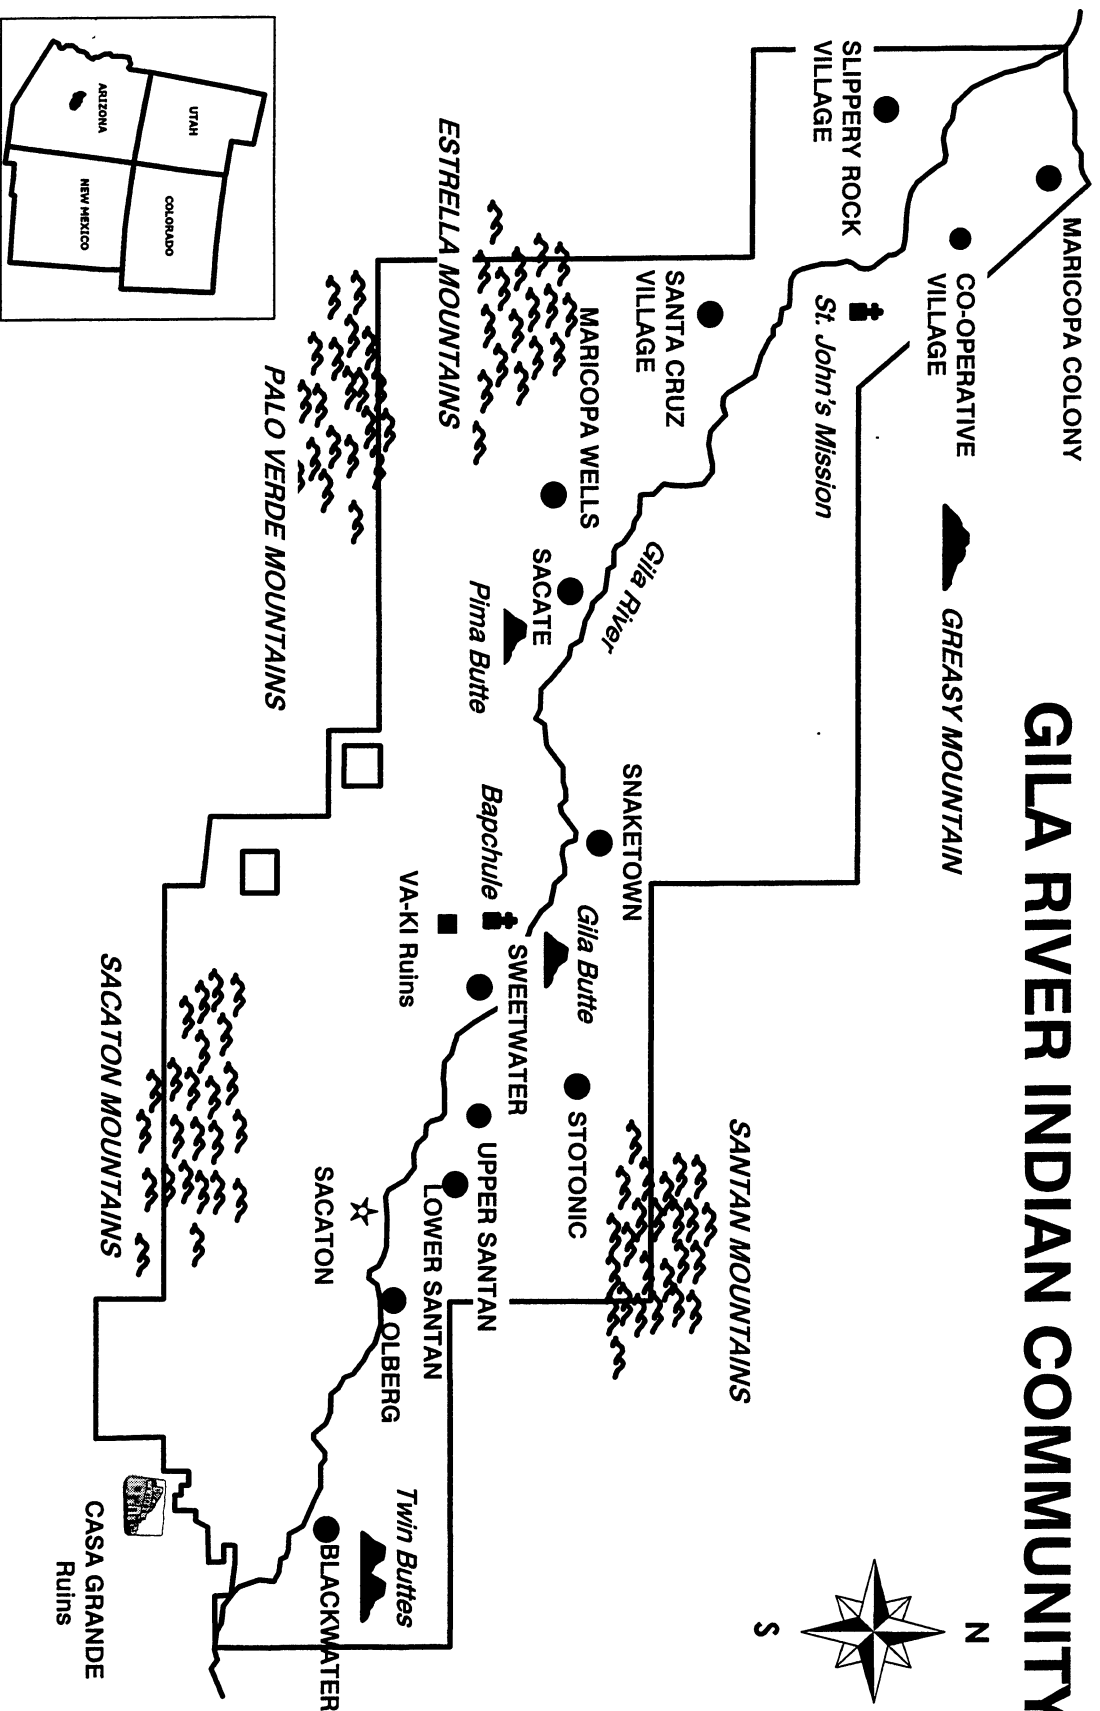 GILA RIVER INDIAN COMMUNITY
N
S
MARICOPA COLONY
CO-OPERATIVE
VILLAGE
GREASY MOUNTAIN
SLIPPERY ROCK
VILLAGE
St. John's Mission
SANTA CRUZ
VILLAGE
Gila River
MARICOPA WELLS
SACATE
Pima Butte
ESTRELLA MOUNTAINS
PALO VERDE MOUNTAINS
SNAKETOWN
Gila Butte
Bapchule
SWEETWATER
VA-KI Ruins
STOTONIC
SANTAN MOUNTAINS
UPPER SANTAN
LOWER SANTAN
SACATON
OLBERG
SACATON MOUNTAINS
Twin Buttes
BLACKWATER
CASA GRANDE
Ruins
UTAH
COLORADO
ARIZONA
NEW MEXICO